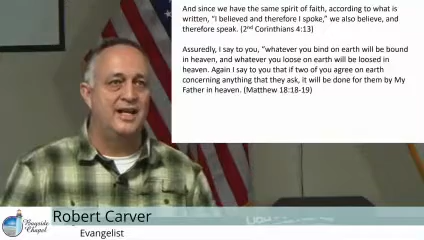 And since we have the same spirit of faith, according to what is
written, “I believed and therefore I spoke,” we also believe, and
therefore speak. (2nd Corinthians 4:13)
Assuredly, I say to you, “whatever you bind on earth will be bound
in heaven, and whatever you loose on earth will be loosed in
heaven. Again I say to you that if two of you agree on earth
concerning anything that they ask, it will be done for them by My
Father in heaven. (Matthew 18:18-19)
Bayside
Chapel
Robert Carver
Evangelist